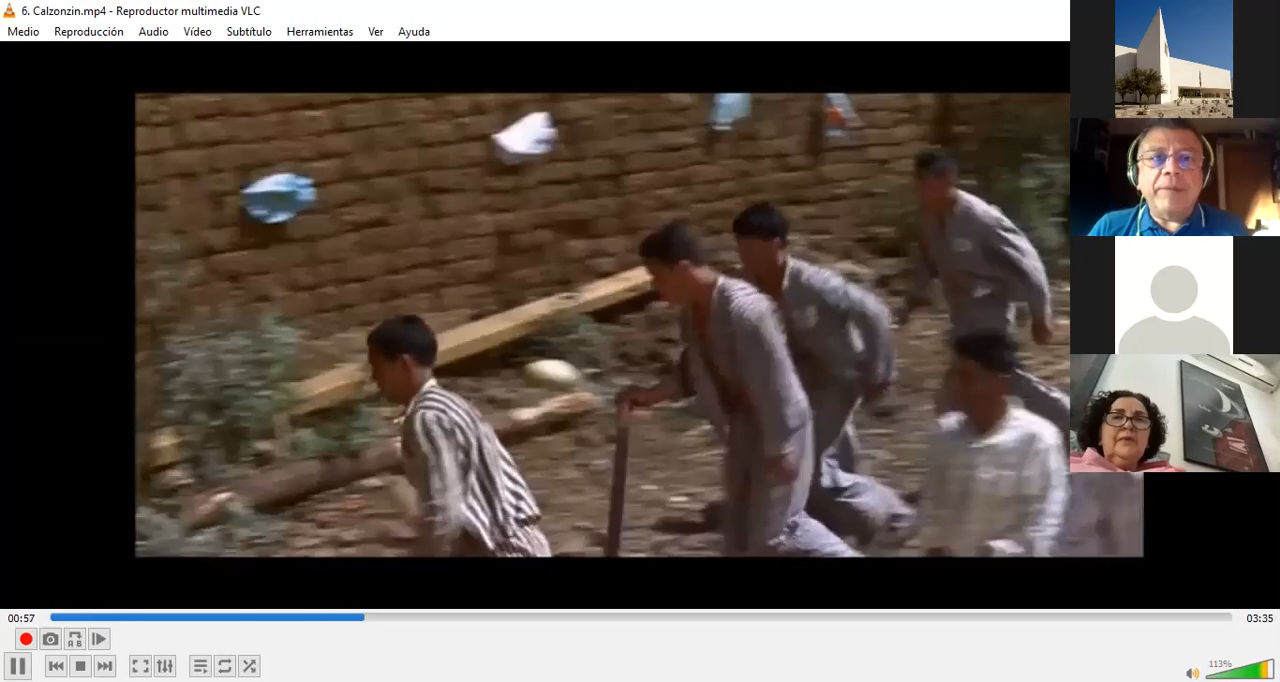 6. Calzonzin.mp4 - Reproductor multimedia VLC
Medio Reproducción Audio Vídeo Subtítulo Herramientas Ver Ayuda
00:57 03:35
113%